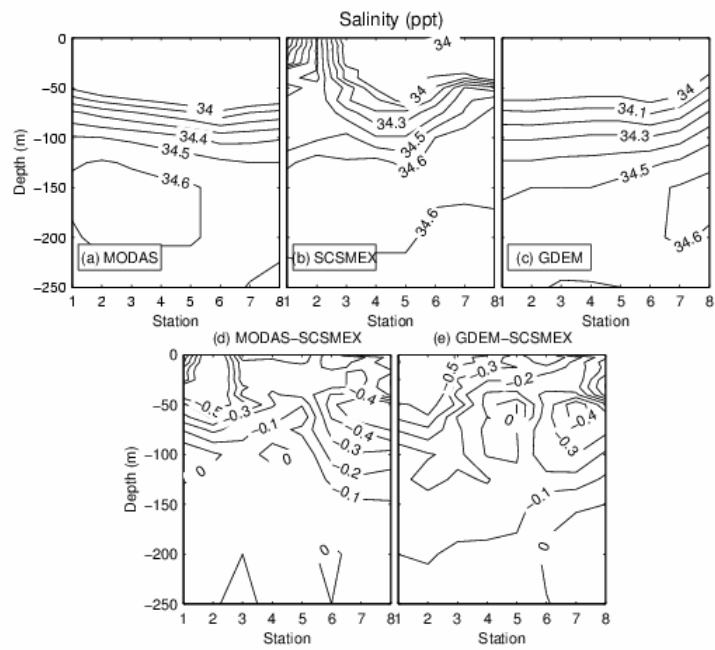 Salinity (ppt)
0
−50
−100
−150
−200
−250
Depth (m)
34
34.4
34.5
34.6
(a) MODAS
1 2 3 4 5 6 7 8
Station
34
34
34.3
34.5
34.6
34.6
(b) SCSMEX
1 2 3 4 5 6 7 8
Station
34
34.1
34.3
34.5
34.6
(c) GDEM
1 2 3 4 5 6 7 8
Station
(d) MODAS−SCSMEX
0
−50
−100
−150
−200
−250
Depth (m)
−0.5
−0.3
−0.1
−0.4
−0.4
−0.3
−0.2
−0.1
0
0
0
1 2 3 4 5 6 7 8
Station
(e) GDEM−SCSMEX
−0.5
−0.3
−0.2
0
−0.4
−0.3
−0.1
0
1 2 3 4 5 6 7 8
Station